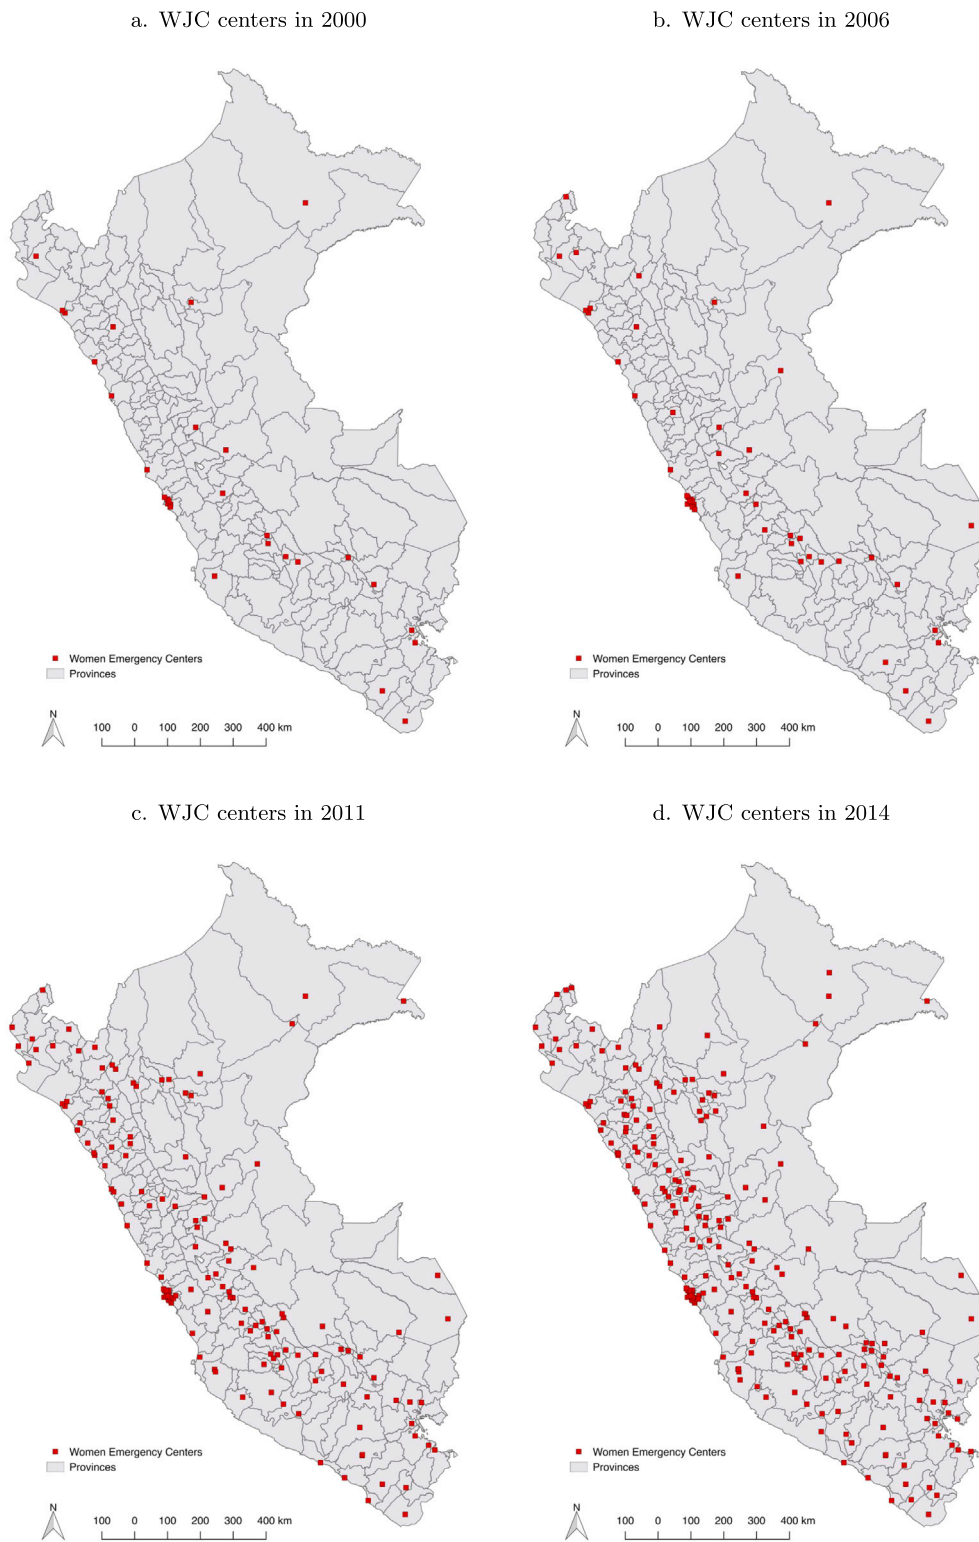 a. WJC centers in 2000
b. WJC centers in 2006
Women Emergency Centers
Provinces
N
100 0 100 200 300 400 km
Women Emergency Centers
Provinces
N
100 0 100 200 300 400 km
c. WJC centers in 2011
d. WJC centers in 2014
Women Emergency Centers
Provinces
N
100 0 100 200 300 400 km
Women Emergency Centers
Provinces
N
100 0 100 200 300 400 km